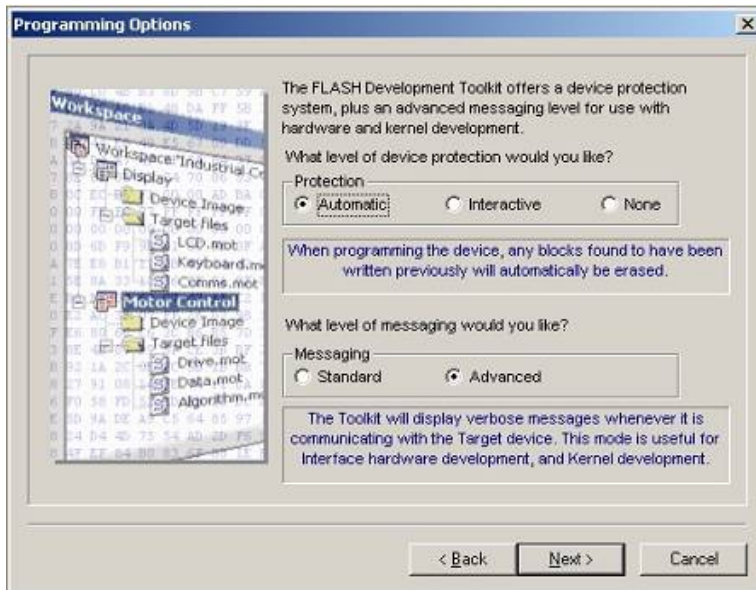 Programming Options
The FLASH Development Toolkit offers a device protection
system, plus an advanced messaging level for use with
hardware and kernel development.
What level of device protection would you like?
Protection
Automatic
Interactive
None
When programming the device, any blocks found to have been
written previously will automatically be erased.
What level of messaging would you like?
Messaging
Standard
Advanced
The Toolkit will display verbose messages whenever it is
communicating with the Target device. This mode is useful for
Interface hardware development, and Kernel development.
Workspace
Workspace "Industrial
Display
Device Image
Target files
LCD.mot
Keyboard.m
Comms.mot
Motor Control
Device Image
Target files
Drive.mot
Data.mot
Algorithm.m
< Back
Next >
Cancel